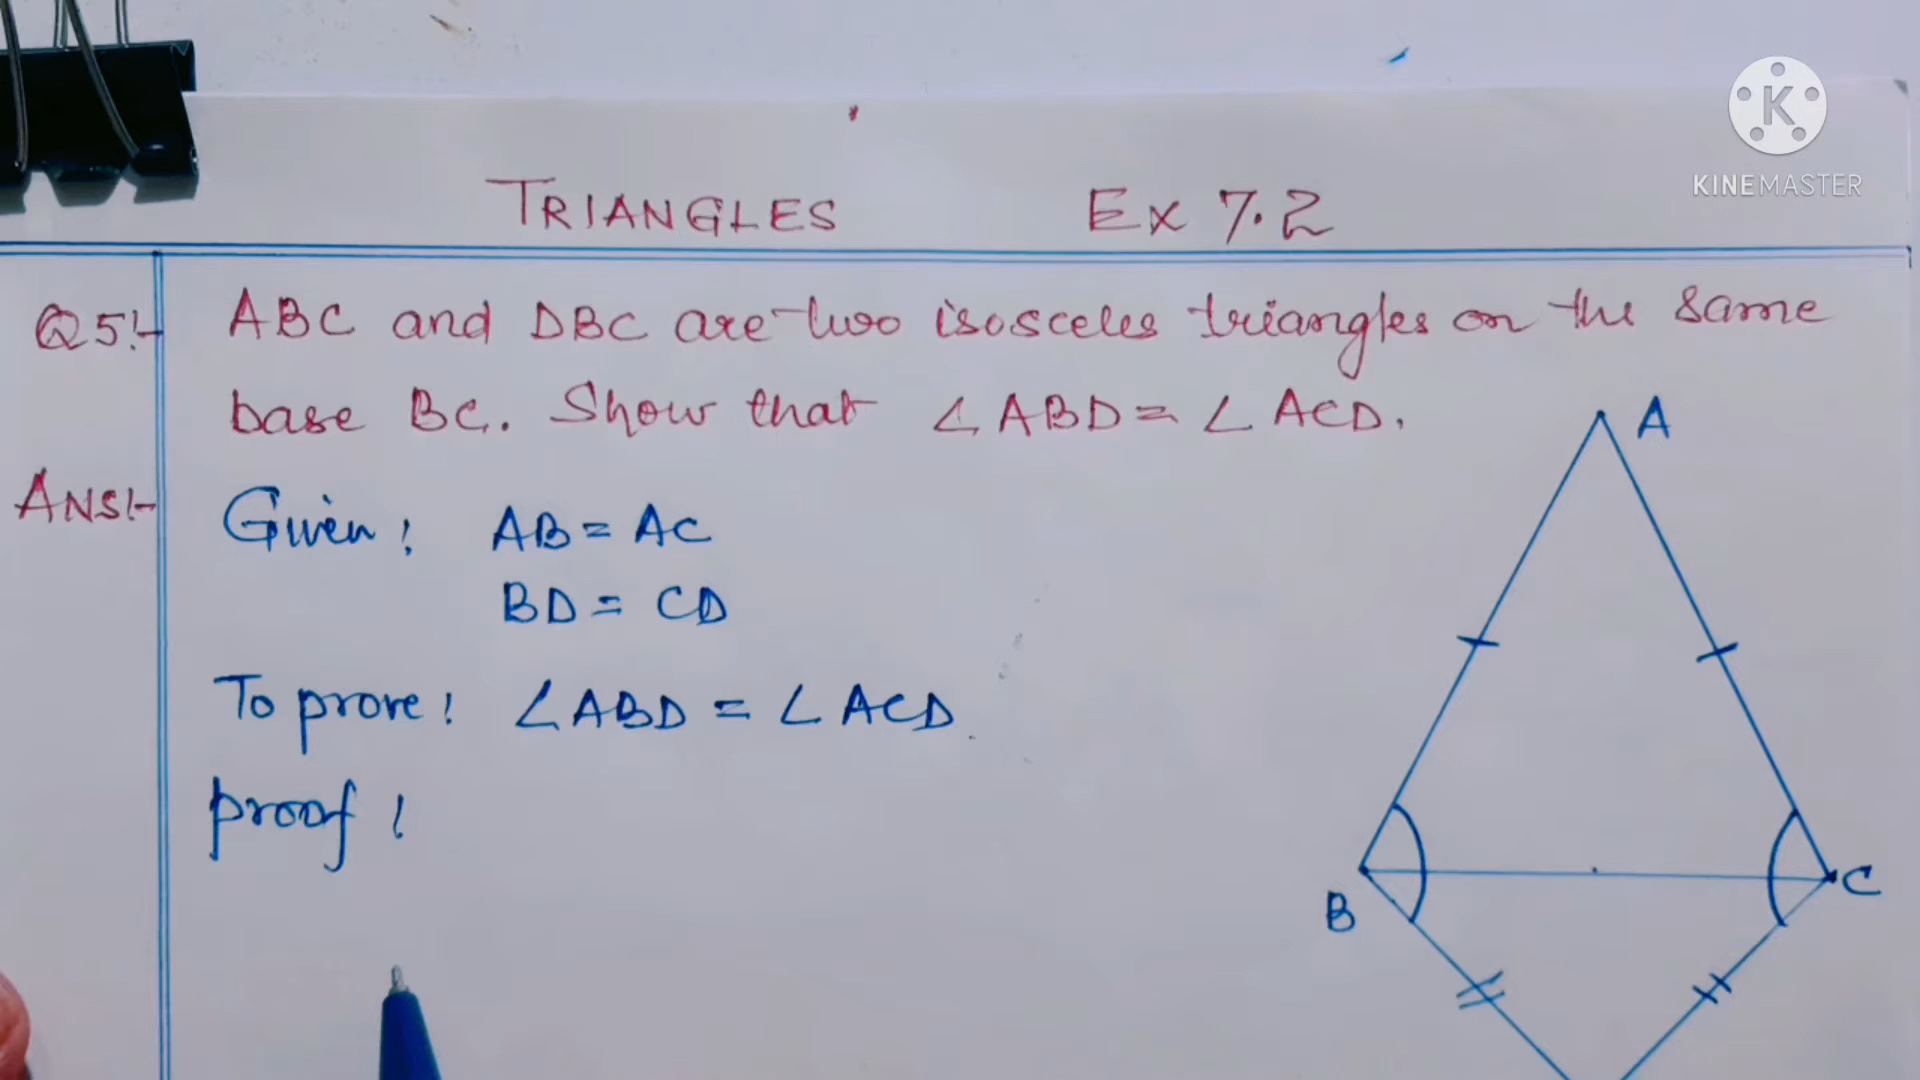 K
KINEMASTER
TRIANGLES Ex 7.2
Q5:- ABC and DBC are two isosceles triangles on the same
base BC. Show that ∠ABD = ∠ACD.
ANS:- Given: AB = AC
BD = CD
To prove: ∠ABD = ∠ACD.
proof:
A
B
C